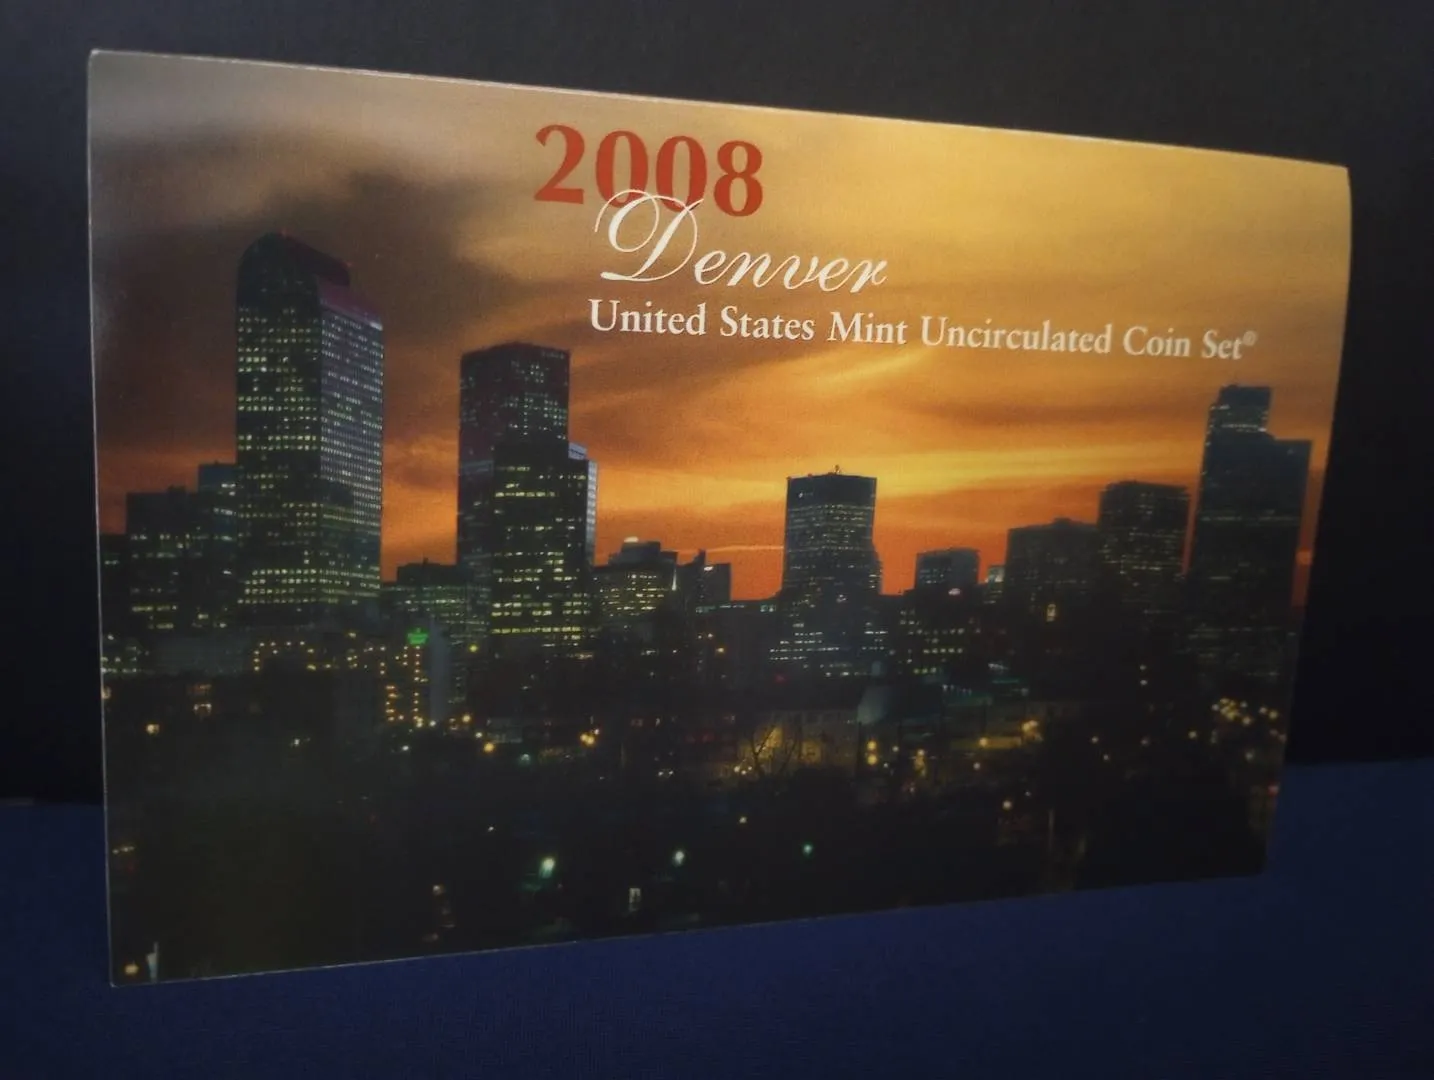 2008
Denver
United States Mint Uncirculated Coin Set®